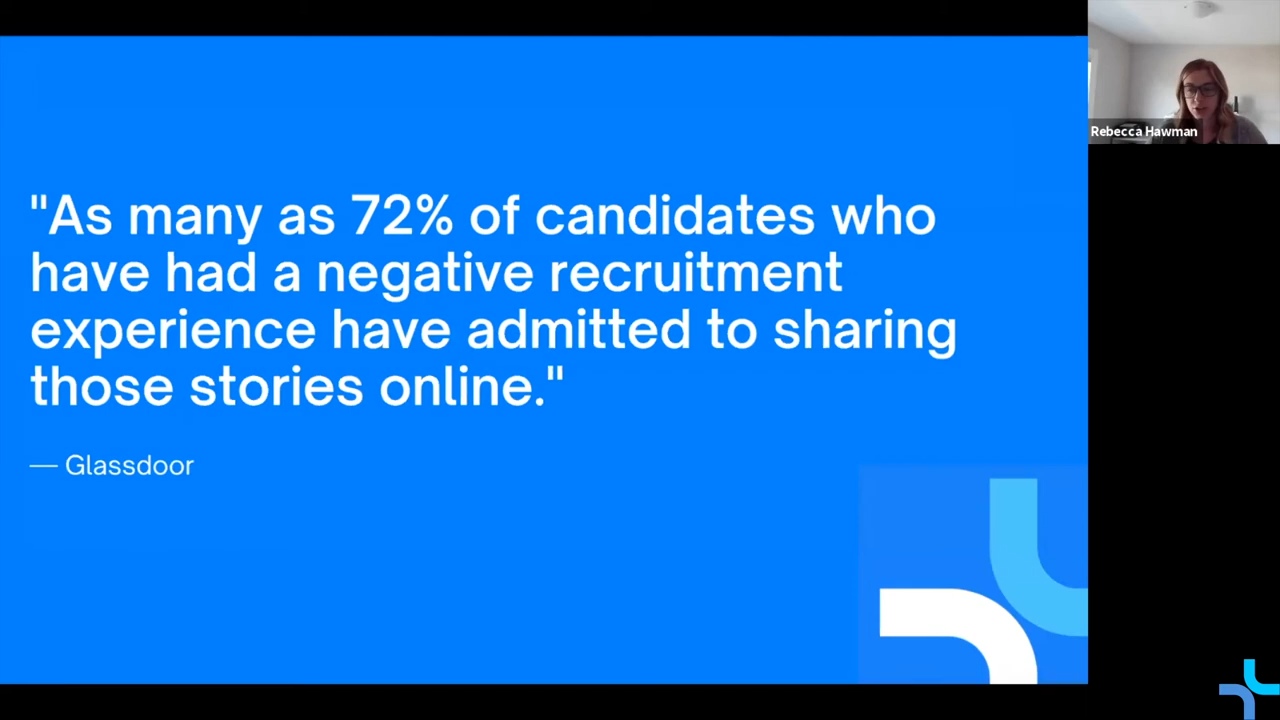 "As many as 72% of candidates who
have had a negative recruitment
experience have admitted to sharing
those stories online."
— Glassdoor
Rebecca Hawman